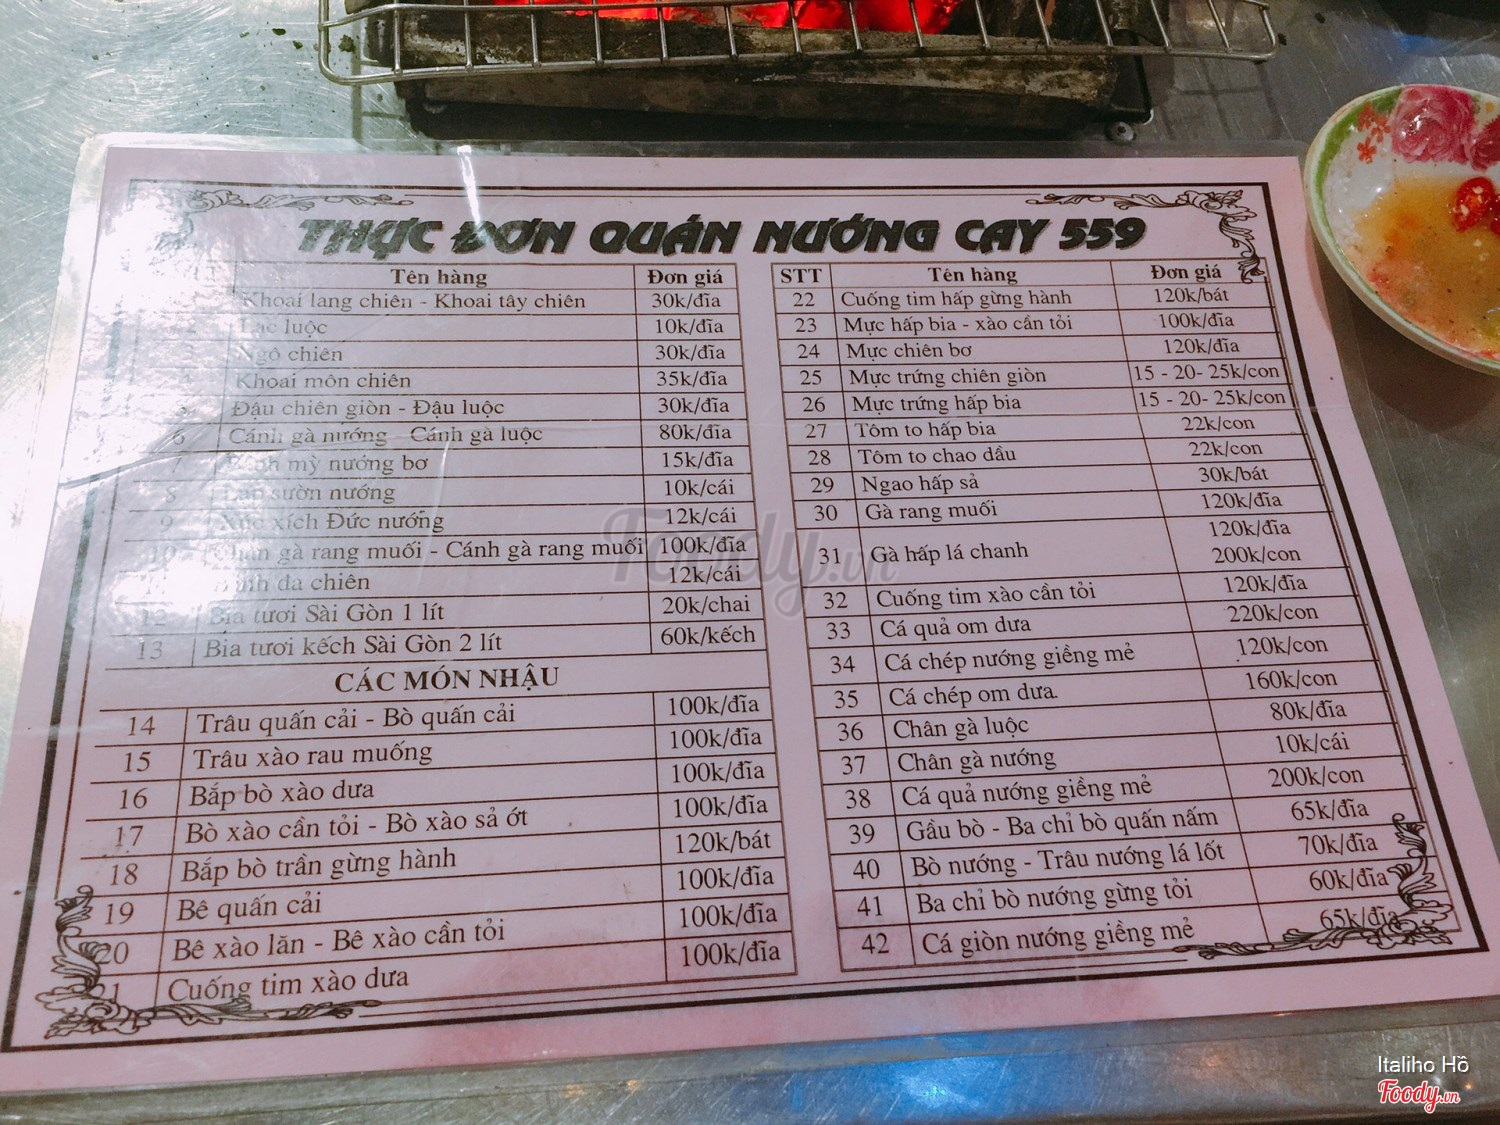 THỰC ĐƠN QUÁN NƯỚNG CAY 559
Tên hàng Đơn giá
Khoai lang chiên - Khoai tây chiên 30k/đĩa
2 Lạc luộc 10k/đĩa
3 Ngô chiên 30k/đĩa
Khoai môn chiên 35k/đĩa
5 Đậu chiên giòn - Đậu luộc 30k/đĩa
6 Cánh gà nướng - Cánh gà luộc 80k/đĩa
7 mỳ nướng bơ 15k/đĩa
8 sườn nướng 10k/cái
9 Xúc xích Đức nướng 12k/cái
10 Chân gà rang muối - Cánh gà rang muối 100k/đĩa
Bánh đa chiên 12k/cái
12 Bia tươi Sài Gòn 1 lít 20k/chai
13 Bia tươi kếch Sài Gòn 2 lít 60k/kếch
CÁC MÓN NHẬU
14 Trâu quấn cải - Bò quấn cải 100k/đĩa
15 Trâu xào rau muống 100k/đĩa
16 Bắp bò xào dưa 100k/đĩa
17 Bò xào cần tỏi - Bò xào sả ớt 100k/đĩa
18 Bắp bò trần gừng hành 120k/bát
19 Bê quấn cải 100k/đĩa
20 Bê xào lăn - Bê xào cần tỏi 100k/đĩa
21 Cuống tim xào dưa 100k/đĩa
STT Tên hàng Đơn giá
22 Cuống tim hấp gừng hành 120k/bát
23 Mực hấp bia - xào cần tỏi 100k/đĩa
24 Mực chiên bơ 120k/đĩa
25 Mực trứng chiên giòn 15 - 20- 25k/con
26 Mực trứng hấp bia 15 - 20- 25k/con
27 Tôm to hấp bia 22k/con
28 Tôm to chao dầu 22k/con
29 Ngao hấp sả 30k/bát
30 Gà rang muối 120k/đĩa
31 Gà hấp lá chanh 120k/đĩa
200k/con
32 Cuống tim xào cần tỏi 120k/đĩa
33 Cá quả om dưa 220k/con
34 Cá chép nướng giềng mẻ 120k/con
35 Cá chép om dưa 160k/con
36 Chân gà luộc 80k/đĩa
37 Chân gà nướng 10k/cái
38 Cá quả nướng giềng mẻ 200k/con
39 Gầu bò - Ba chỉ bò quấn nấm 65k/đĩa
40 Bò nướng - Trâu nướng lá lốt 70k/đĩa
41 Ba chỉ bò nướng gừng tỏi 60k/đĩa
42 Cá giòn nướng giềng mẻ 65k/đĩa
Foody.vn
Italiho Hồ
Foody.vn